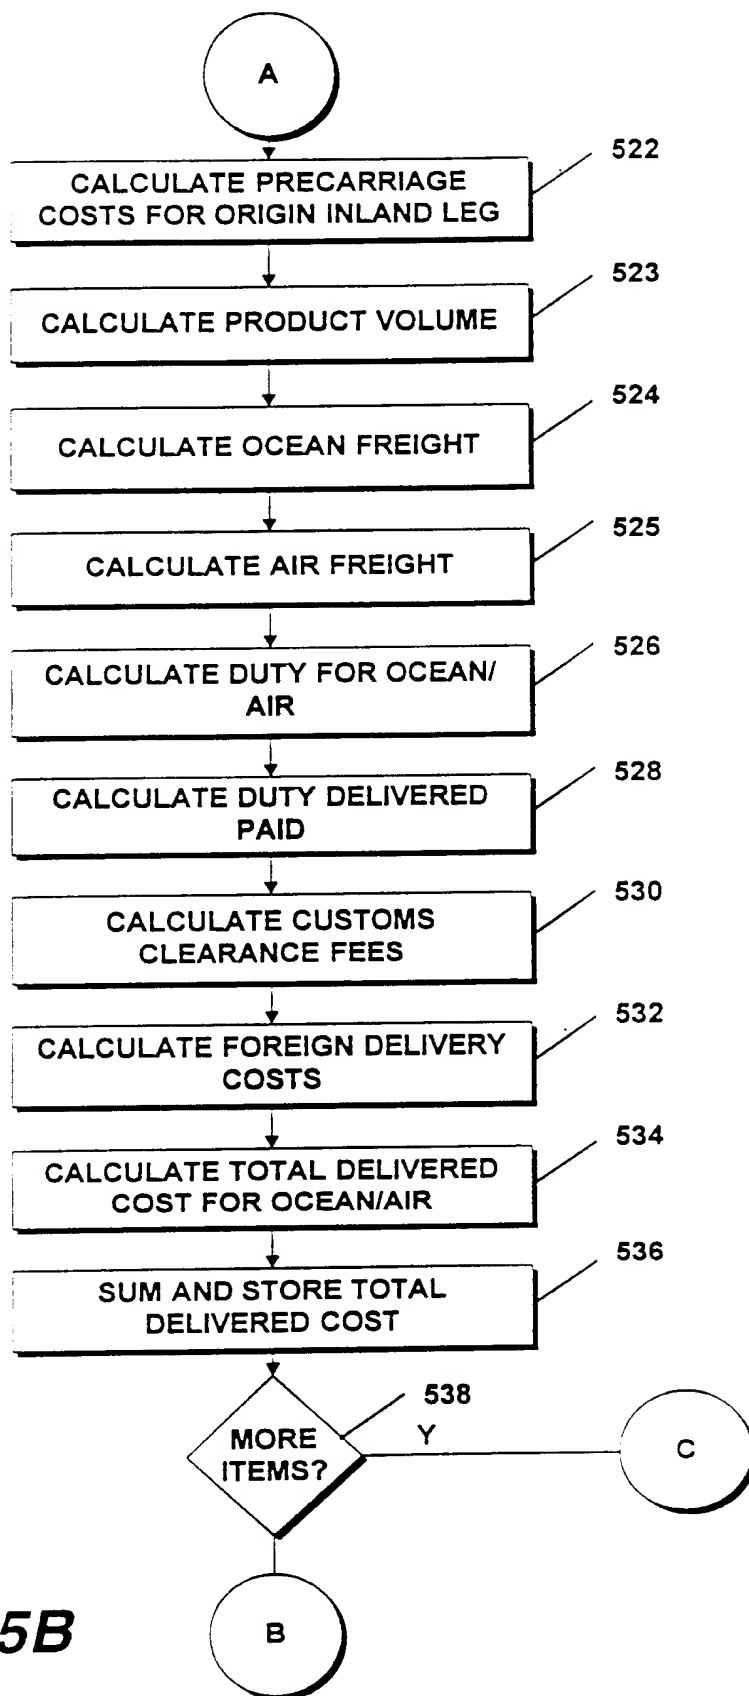 A
522
CALCULATE PRECARRIAGE
COSTS FOR ORIGIN INLAND LEG
523
CALCULATE PRODUCT VOLUME
524
CALCULATE OCEAN FREIGHT
525
CALCULATE AIR FREIGHT
526
CALCULATE DUTY FOR OCEAN/
AIR
528
CALCULATE DUTY DELIVERED
PAID
530
CALCULATE CUSTOMS
CLEARANCE FEES
532
CALCULATE FOREIGN DELIVERY
COSTS
534
CALCULATE TOTAL DELIVERED
COST FOR OCEAN/AIR
536
SUM AND STORE TOTAL
DELIVERED COST
538
MORE
ITEMS?
Y
C
B
5B